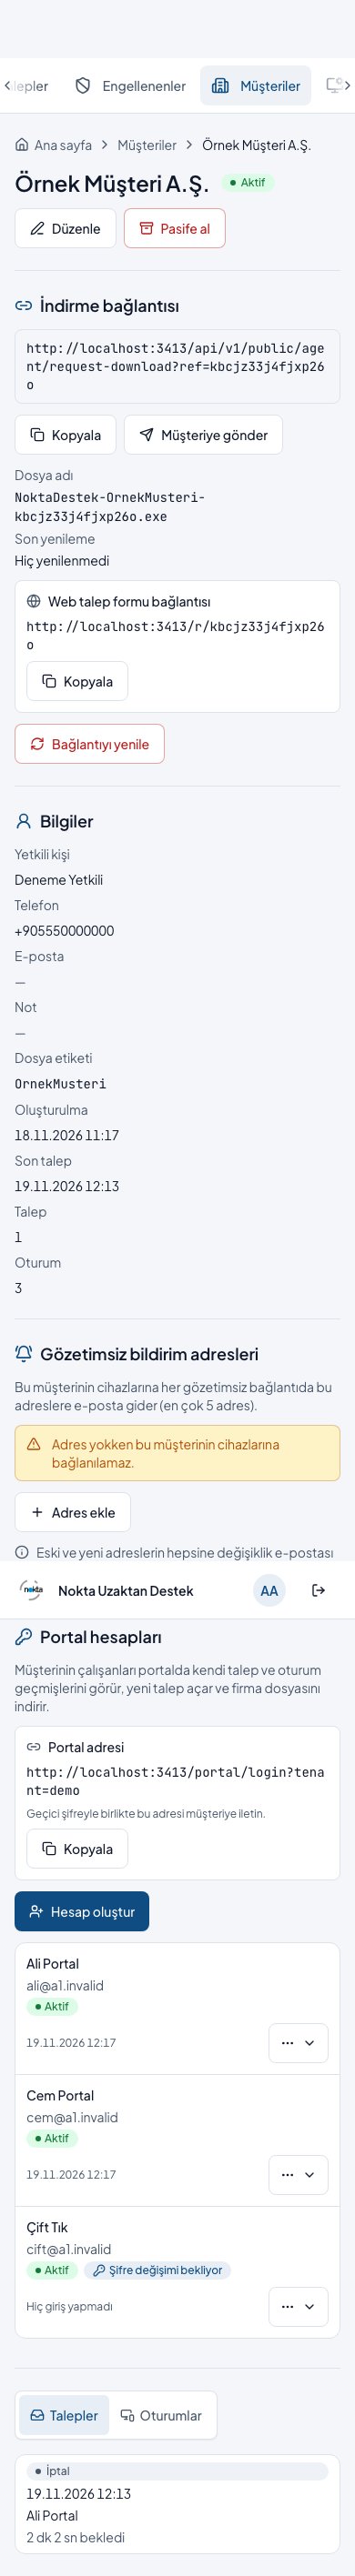 Engellenenler
Müşteriler
Ana sayfa > Müşteriler > Örnek Müşteri A.Ş.
Örnek Müşteri A.Ş.
Aktif
Düzenle
Pasife al
İndirme bağlantısı
http://localhost:3413/api/v1/public/age
nt/request-download?ref=kbcjz33j4fjxp26
o
Kopyala
Müşteriye gönder
Dosya adı
NoktaDestek-OrnekMusteri-
kbcjz33j4fjxp26o.exe
Son yenileme
Hiç yenilenmedi
Web talep formu bağlantısı
http://localhost:3413/r/kbcjz33j4fjxp26
o
Kopyala
Bağlantıyı yenile
Bilgiler
Yetkili kişi
Deneme Yetkili
Telefon
+905550000000
E-posta
—
Not
—
Dosya etiketi
OrnekMusteri
Oluşturulma
18.11.2026 11:17
Son talep
19.11.2026 12:13
Talep
1
Oturum
3
Gözetimsiz bildirim adresleri
Bu müşterinin cihazlarına her gözetimsiz bağlantıda bu
adreslere e-posta gider (en çok 5 adres).
Adres yokken bu müşterinin cihazlarına
bağlanılamaz.
Adres ekle
Eski ve yeni adreslerin hepsine değişiklik e-postası
nokta
Nokta Uzaktan Destek
AA
Portal hesapları
Müşterinin çalışanları portalda kendi talep ve oturum
geçmişlerini görür, yeni talep açar ve firma dosyasını
indirir.
Portal adresi
http://localhost:3413/portal/login?tena
nt=demo
Geçici şifreyle birlikte bu adresi müşteriye iletin.
Kopyala
Hesap oluştur
Ali Portal
ali@a1.invalid
Aktif
19.11.2026 12:17
Cem Portal
cem@a1.invalid
Aktif
19.11.2026 12:17
Çift Tık
cift@a1.invalid
Aktif
Şifre değişimi bekliyor
Hiç giriş yapmadı
Talepler
Oturumlar
İptal
19.11.2026 12:13
Ali Portal
2 dk 2 sn bekledi